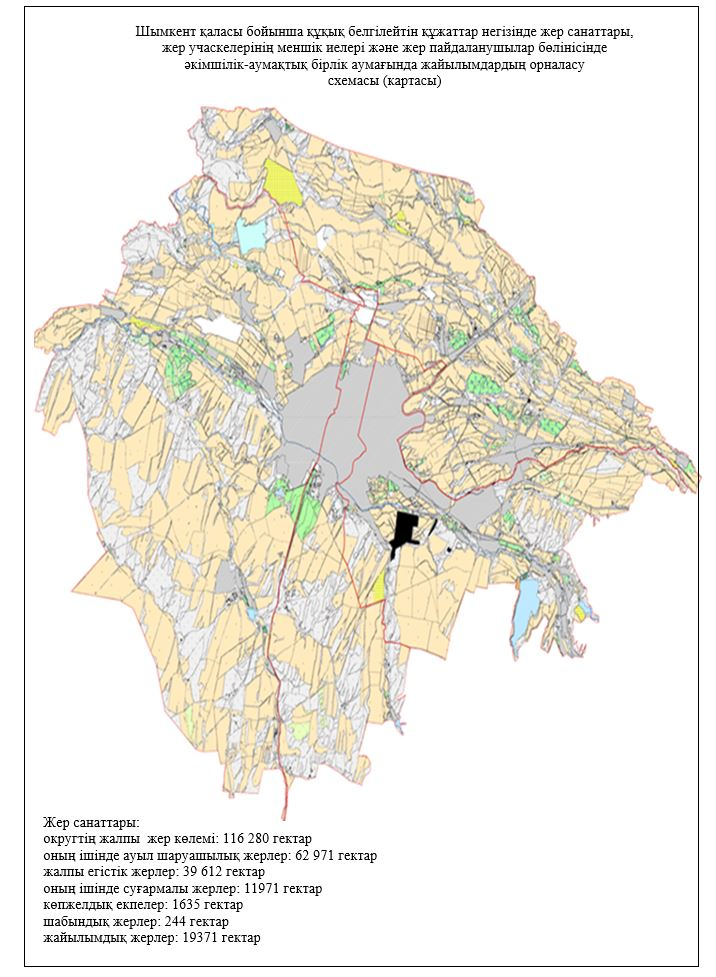 Шымкент қаласы бойынша құқық белгілейтін құжаттар негізінде жер санаттары,
жер учаскелерінің меншік иелері және жер пайдаланушылар бөлінісінде
әкімшілік-аумақтық бірлік аумағында жайылымдардың орналасу
схемасы (картасы)
Жер санаттары:
округтің жалпы жер көлемі: 116 280 гектар
оның ішінде ауыл шаруашылық жерлер: 62 971 гектар
жалпы егістік жерлер: 39 612 гектар
оның ішінде суғармалы жерлер: 11971 гектар
көпжелдық екпелер: 1635 гектар
шабындық жерлер: 244 гектар
жайылымдық жерлер: 19371 гектар